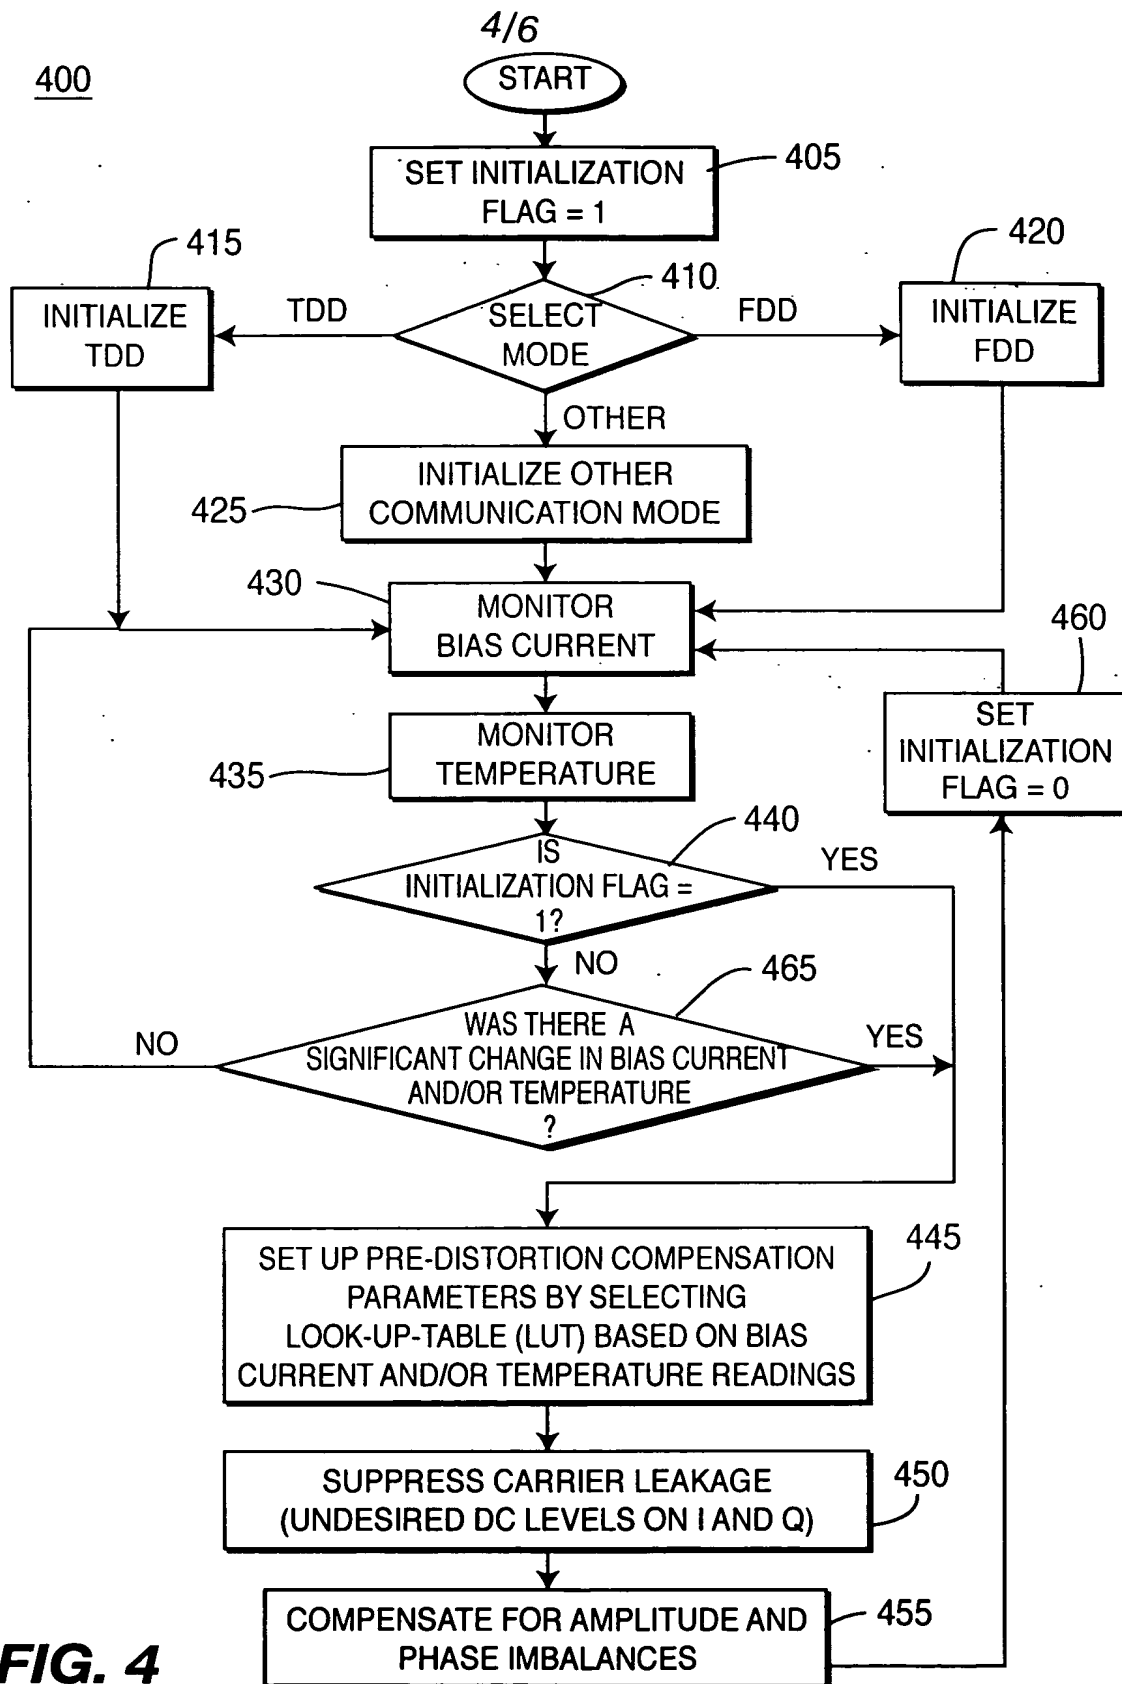 4/6
400
START
SET INITIALIZATION
FLAG = 1
405
415
410
420
INITIALIZE
TDD
TDD
SELECT
MODE
FDD
INITIALIZE
FDD
OTHER
INITIALIZE OTHER
COMMUNICATION MODE
425
430
MONITOR
BIAS CURRENT
460
SET
INITIALIZATION
FLAG = 0
MONITOR
TEMPERATURE
435
440
IS
INITIALIZATION FLAG =
1?
YES
NO
465
WAS THERE A
SIGNIFICANT CHANGE IN BIAS CURRENT
AND/OR TEMPERATURE
?
NO
YES
445
SET UP PRE-DISTORTION COMPENSATION
PARAMETERS BY SELECTING
LOOK-UP-TABLE (LUT) BASED ON BIAS
CURRENT AND/OR TEMPERATURE READINGS
SUPPRESS CARRIER LEAKAGE
(UNDESIRED DC LEVELS ON I AND Q)
450
COMPENSATE FOR AMPLITUDE AND
PHASE IMBALANCES
455
FIG. 4